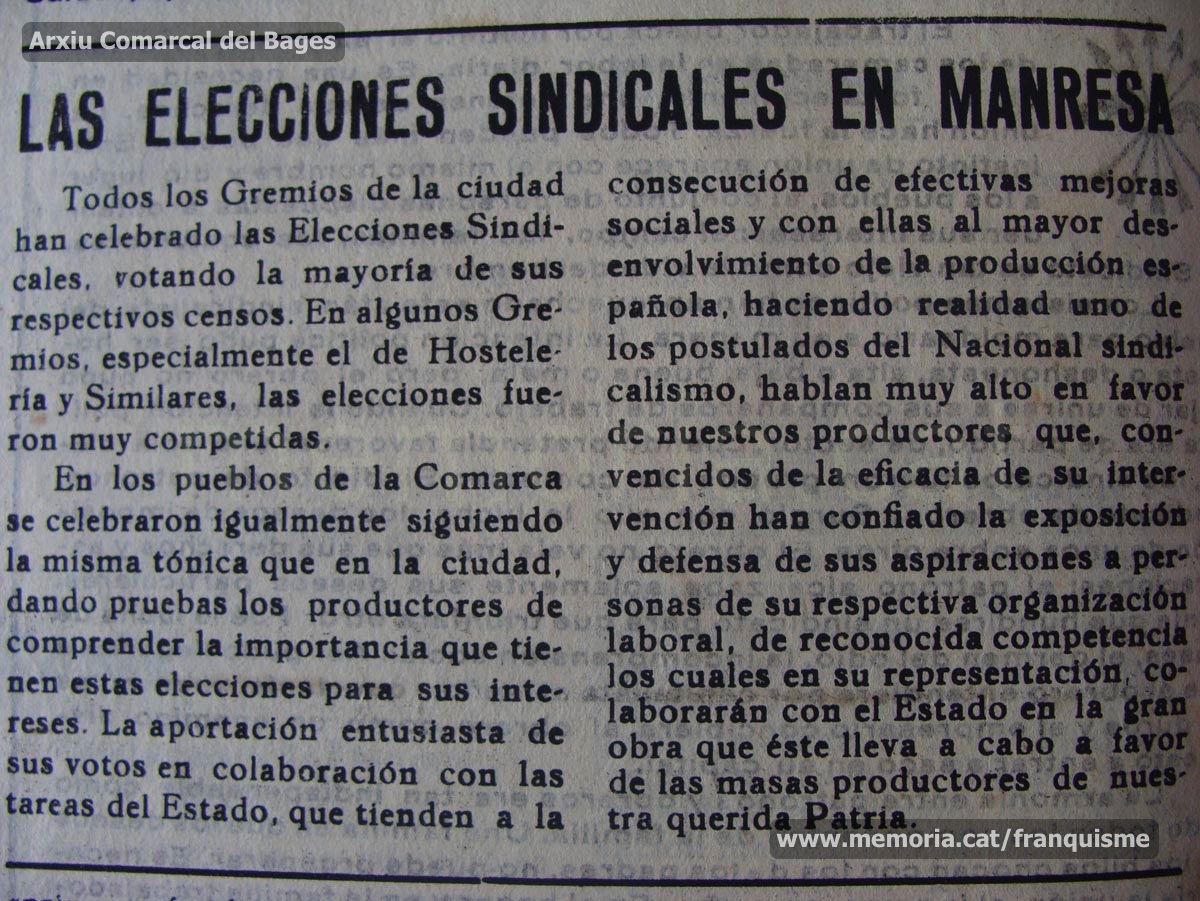 Arxiu Comarcal del Bages
LAS ELECCIONES SINDICALES EN MANRESA
Todos los Gremios de la ciudad
han celebrado las Elecciones Sindi-
cales, votando la mayoría de sus
respectivos censos. En algunos Gre-
mios, especialmente el de Hostele-
ría y Similares, las elecciones fue-
ron muy competidas.
En los pueblos de la Comarca
se celebraron igualmente siguiendo
la misma tónica que en la ciudad,
dando pruebas los productores de
comprender la importancia que tie-
nen estas elecciones para sus inte-
reses. La aportación entusiasta de
sus votos en colaboración con las
tareas del Estado, que tienden a la
consecución de efectivas mejoras
sociales y con ellas al mayor des-
envolvimiento de la producción es-
pañola, haciendo realidad uno de
los postulados del Nacional sindi-
calismo, hablan muy alto en favor
de nuestros productores que, con-
vencidos de la eficacia de su inter-
vención han confiado la exposición
y defensa de sus aspiraciones a per-
sonas de su respectiva organización
laboral, de reconocida competencia
los cuales en su representación, co-
laborarán con el Estado en la gran
obra que éste lleva a cabo a favor
de las masas productores de nues-
tra querida Patria.
www.memoria.cat/franquisme